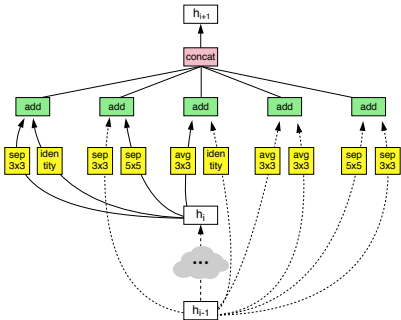 h_{i+1}
concat
add add add add add
sep 3x3 iden tity sep 3x3 sep 5x5 avg 3x3 iden tity avg 3x3 avg 3x3 sep 5x5 sep 3x3
h_i
...
h_{i-1}